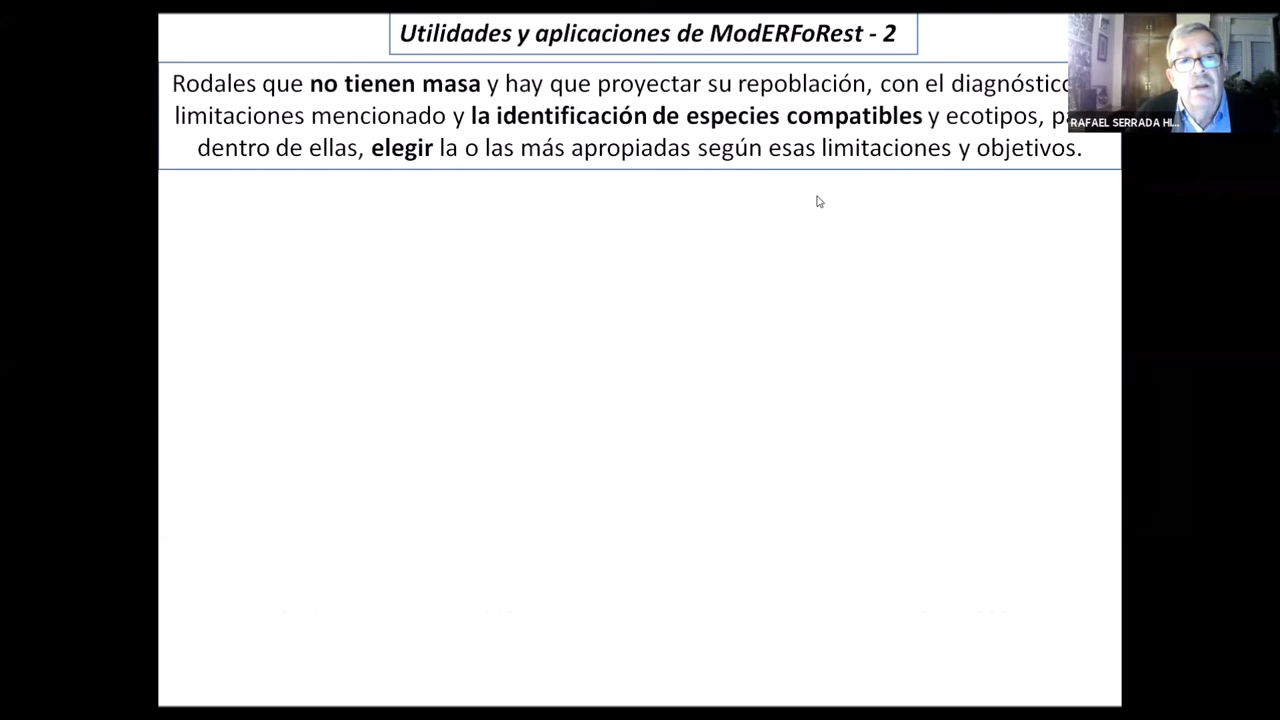 Utilidades y aplicaciones de ModERFoRest - 2
Rodales que no tienen masa y hay que proyectar su repoblación, con el diagnóstico
limitaciones mencionado y la identificación de especies compatibles y ecotipos,
dentro de ellas, elegir la o las más apropiadas según esas limitaciones y objetivos.
RAFAEL SERRADA HI...